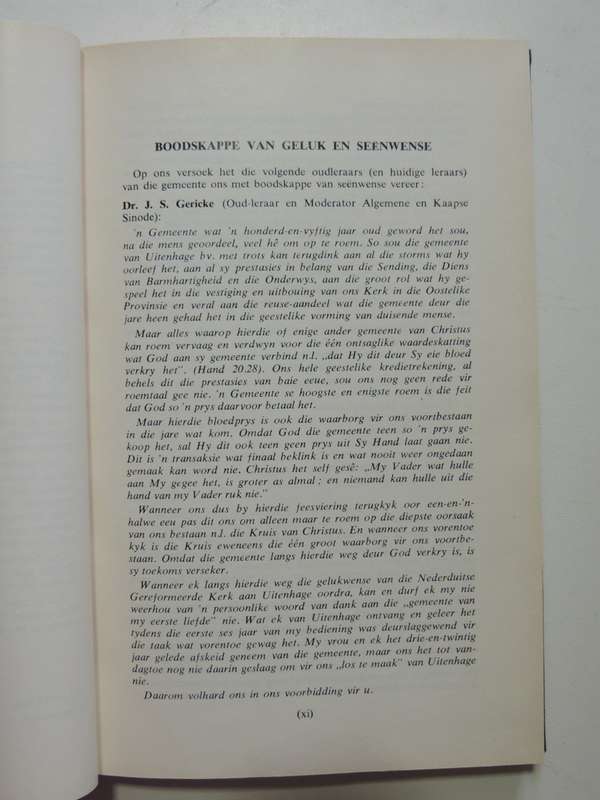 BOODSKAPPE VAN GELUK EN SEËNWENSE
Op ons versoek het die volgende oudleraars (en huidige leraars)
van die gemeente ons met boodskappe van seënwense vereer:
Dr. J. S. Gericke (Oud-leraar en Moderator Algemene en Kaapse
Sinode):
'n Gemeente wat 'n honderd-en-vyftig jaar oud geword het sou,
na die mens geoordeel, veel hê om op te roem. So sou die gemeente
van Uitenhage bv. met trots kan terugdink aan al die storms wat hy
oorleef het, aan al sy prestasies in belang van die Sending, die Diens
van Barmhartigheid en die Onderwys, aan die groot rol wat hy ge-
speel het in die vestiging en uitbouing van ons Kerk in die Oostelike
Provinsie en veral aan die reuse-aandeel wat die gemeente deur die
jare heen gehad het in die geestelike vorming van duisende mense.
Maar alles waarop hierdie of enige ander gemeente van Christus
kan roem vervaag en verdwyn voor die één ontsaglike waardeskatting
wat God aan sy gemeente verbind n.l. „dat Hy dit deur Sy eie bloed
verkry het". (Hand 20.28). Ons hele geestelike kredietrekening, al
behels dit die prestasies van baie eeue, sou ons nog geen rede vir
roemtaal gee nie. 'n Gemeente se hoogste en enigste roem is die feit
dat God so 'n prys daarvoor betaal het.
Maar hierdie bloedprys is ook die waarborg vir ons voortbestaan
in die jare wat kom. Omdat God die gemeente teen so 'n prys ge-
koop het, sal Hy dit ook teen geen prys uit Sy Hand laat gaan nie.
Dit is 'n transaksie wat finaal beklink is en wat nooit weer ongedaan
gemaak kan word nie. Christus het self gesê: „My Vader wat hulle
aan My gegee het, is groter as almal; en niemand kan hulle uit die
hand van my Vader ruk nie."
Wanneer ons dus by hierdie feesviering terugkyk oor een-en-'n-
halwe eeu pas dit ons om alleen maar te roem op die diepste oorsaak
van ons bestaan n.l. die Kruis van Christus. En wanneer ons vorentoe
kyk is die Kruis eweneens die één groot waarborg vir ons voortbe-
staan. Omdat die gemeente langs hierdie weg deur God verkry is, is
sy toekoms verseker.
Wanneer ek langs hierdie weg die gelukwense van die Nederduitse
Gereformeerde Kerk aan Uitenhage oordra, kan en durf ek my nie
weerhou van 'n persoonlike woord van dank aan die „gemeente van
my eerste liefde" nie. Wat ek van Uitenhage ontvang en geleer het
tydens die eerste ses jaar van my bediening was deurslaggewend vir
die taak wat vorentoe gewag het. My vrou en ek het drie-en-twintig
jaar gelede afskeid geneem van die gemeente, maar ons het tot van-
dagtoe nog nie daarin geslaag om vir ons „los te maak" van Uitenhage
nie.
Daarom volhard ons in ons voorbidding vir u.
(xi)